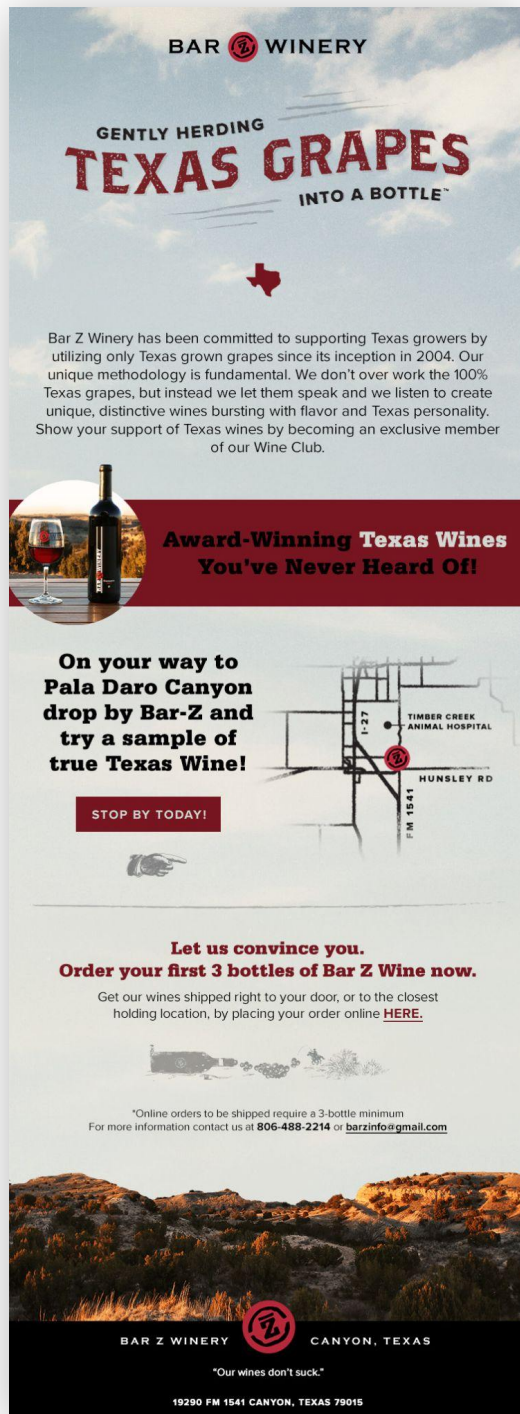 BAR Z WINERY
GENTLY HERDING
TEXAS GRAPES
INTO A BOTTLE™
Bar Z Winery has been committed to supporting Texas growers by
utilizing only Texas grown grapes since its inception in 2004. Our
unique methodology is fundamental. We don’t over work the 100%
Texas grapes, but instead we let them speak and we listen to create
unique, distinctive wines bursting with flavor and Texas personality.
Show your support of Texas wines by becoming an exclusive member
of our Wine Club.
BAR Z WINERY
Award-Winning Texas Wines
You've Never Heard Of!
On your way to
Pala Daro Canyon
drop by Bar-Z and
try a sample of
true Texas Wine!
STOP BY TODAY!
I-27
TIMBER CREEK
ANIMAL HOSPITAL
Z
HUNSLEY RD
FM 1541
Let us convince you.
Order your first 3 bottles of Bar Z Wine now.
Get our wines shipped right to your door, or to the closest
holding location, by placing your order online HERE.
*Online orders to be shipped require a 3-bottle minimum
For more information contact us at 806-488-2214 or barzinfo@gmail.com
BAR Z WINERY Z CANYON, TEXAS
“Our wines don’t suck.”
19290 FM 1541 CANYON, TEXAS 79015